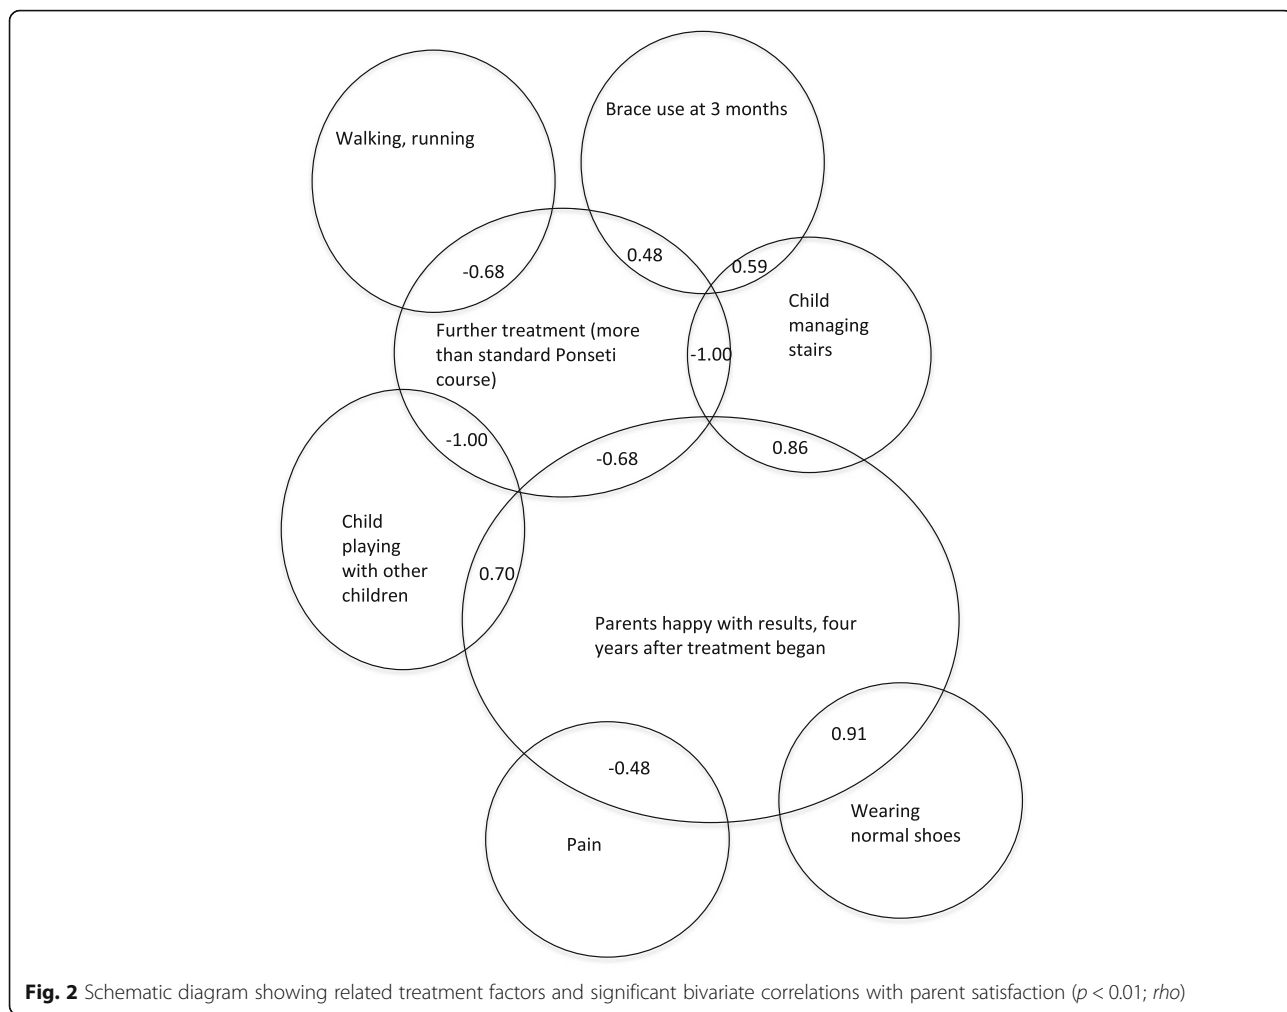 Brace use at 3 months
Walking, running
0.48
0.59
-0.68
Child
managing
stairs
Further treatment (more
than standard Ponseti
course)
-1.00
-1.00
-0.68
0.86
Child
playing
with other
children
0.70
Parents happy with results, four
years after treatment began
0.91
-0.48
Wearing
normal shoes
Pain
Fig. 2 Schematic diagram showing related treatment factors and significant bivariate correlations with parent satisfaction (p < 0.01; rho)